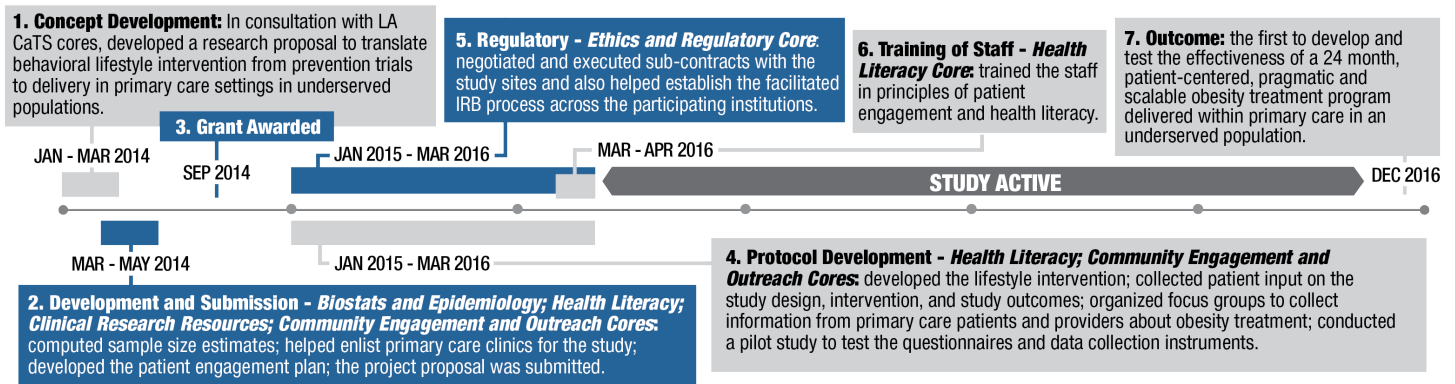 1. Concept Development: In consultation with LA
CaTS cores, developed a research proposal to translate
behavioral lifestyle intervention from prevention trials
to delivery in primary care settings in underserved
populations.
JAN - MAR 2014
3. Grant Awarded
SEP 2014
5. Regulatory - Ethics and Regulatory Core:
negotiated and executed sub-contracts with the
study sites and also helped establish the facilitated
IRB process across the participating institutions.
JAN 2015 - MAR 2016
6. Training of Staff - Health
Literacy Core: trained the staff
in principles of patient
engagement and health literacy.
MAR - APR 2016
7. Outcome: the first to develop and
test the effectiveness of a 24 month,
patient-centered, pragmatic and
scalable obesity treatment program
delivered within primary care in an
underserved population.
DEC 2016
STUDY ACTIVE
MAR - MAY 2014
2. Development and Submission - Biostats and Epidemiology; Health Literacy;
Clinical Research Resources; Community Engagement and Outreach Cores:
computed sample size estimates; helped enlist primary care clinics for the study;
developed the patient engagement plan; the project proposal was submitted.
JAN 2015 - MAR 2016
4. Protocol Development - Health Literacy; Community Engagement and
Outreach Cores: developed the lifestyle intervention; collected patient input on the
study design, intervention, and study outcomes; organized focus groups to collect
information from primary care patients and providers about obesity treatment; conducted
a pilot study to test the questionnaires and data collection instruments.